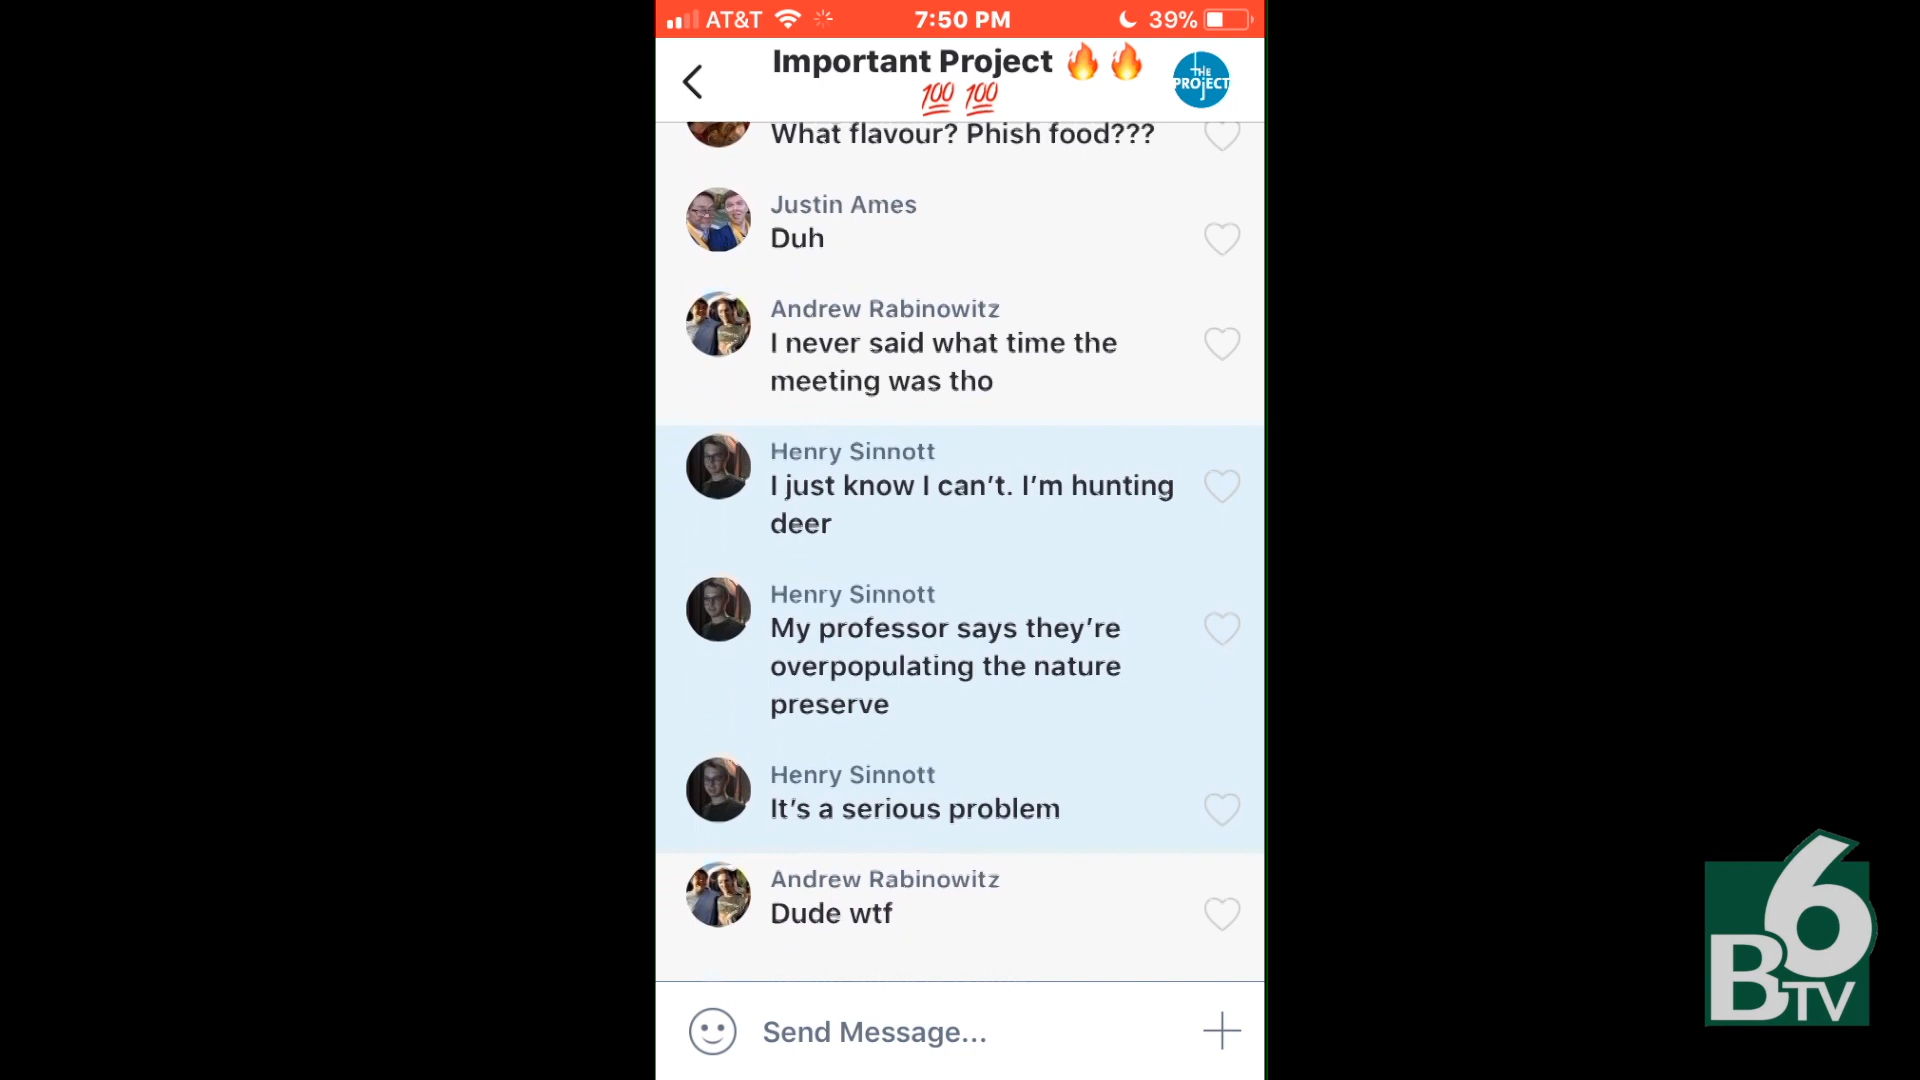 AT&T 7:50 PM 39%
Important Project 🔥 🔥
💯 💯
THE
PROJECT
What flavour? Phish food???
Justin Ames
Duh
Andrew Rabinowitz
I never said what time the
meeting was tho
Henry Sinnott
I just know I can’t. I’m hunting
deer
Henry Sinnott
My professor says they’re
overpopulating the nature
preserve
Henry Sinnott
It’s a serious problem
Andrew Rabinowitz
Dude wtf
Send Message...
6
BTV